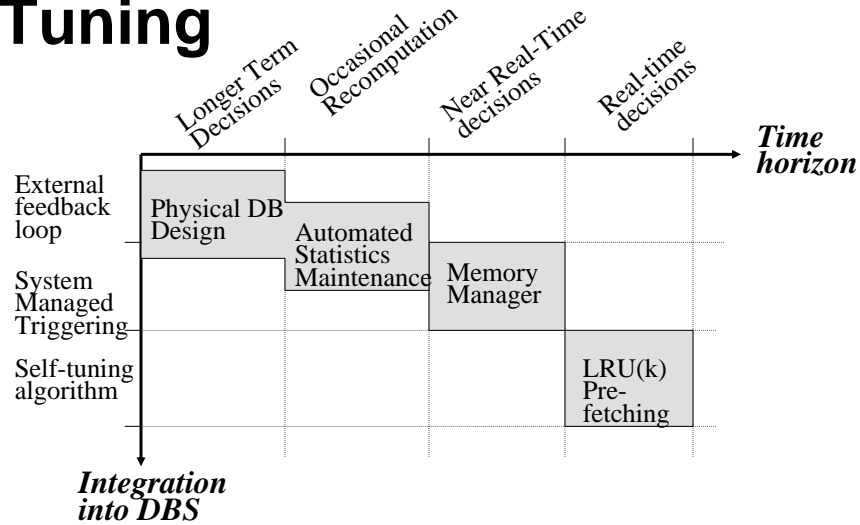 Tuning
Longer Term
Decisions
Occasional
Recomputation
Near Real-Time
decisions
Real-time
decisions
Time
horizon
External
feedback
loop
Physical DB
Design
Automated
Statistics
Maintenance
System
Managed
Triggering
Memory
Manager
Self-tuning
algorithm
LRU(k)
Pre-
fetching
Integration
into DBS